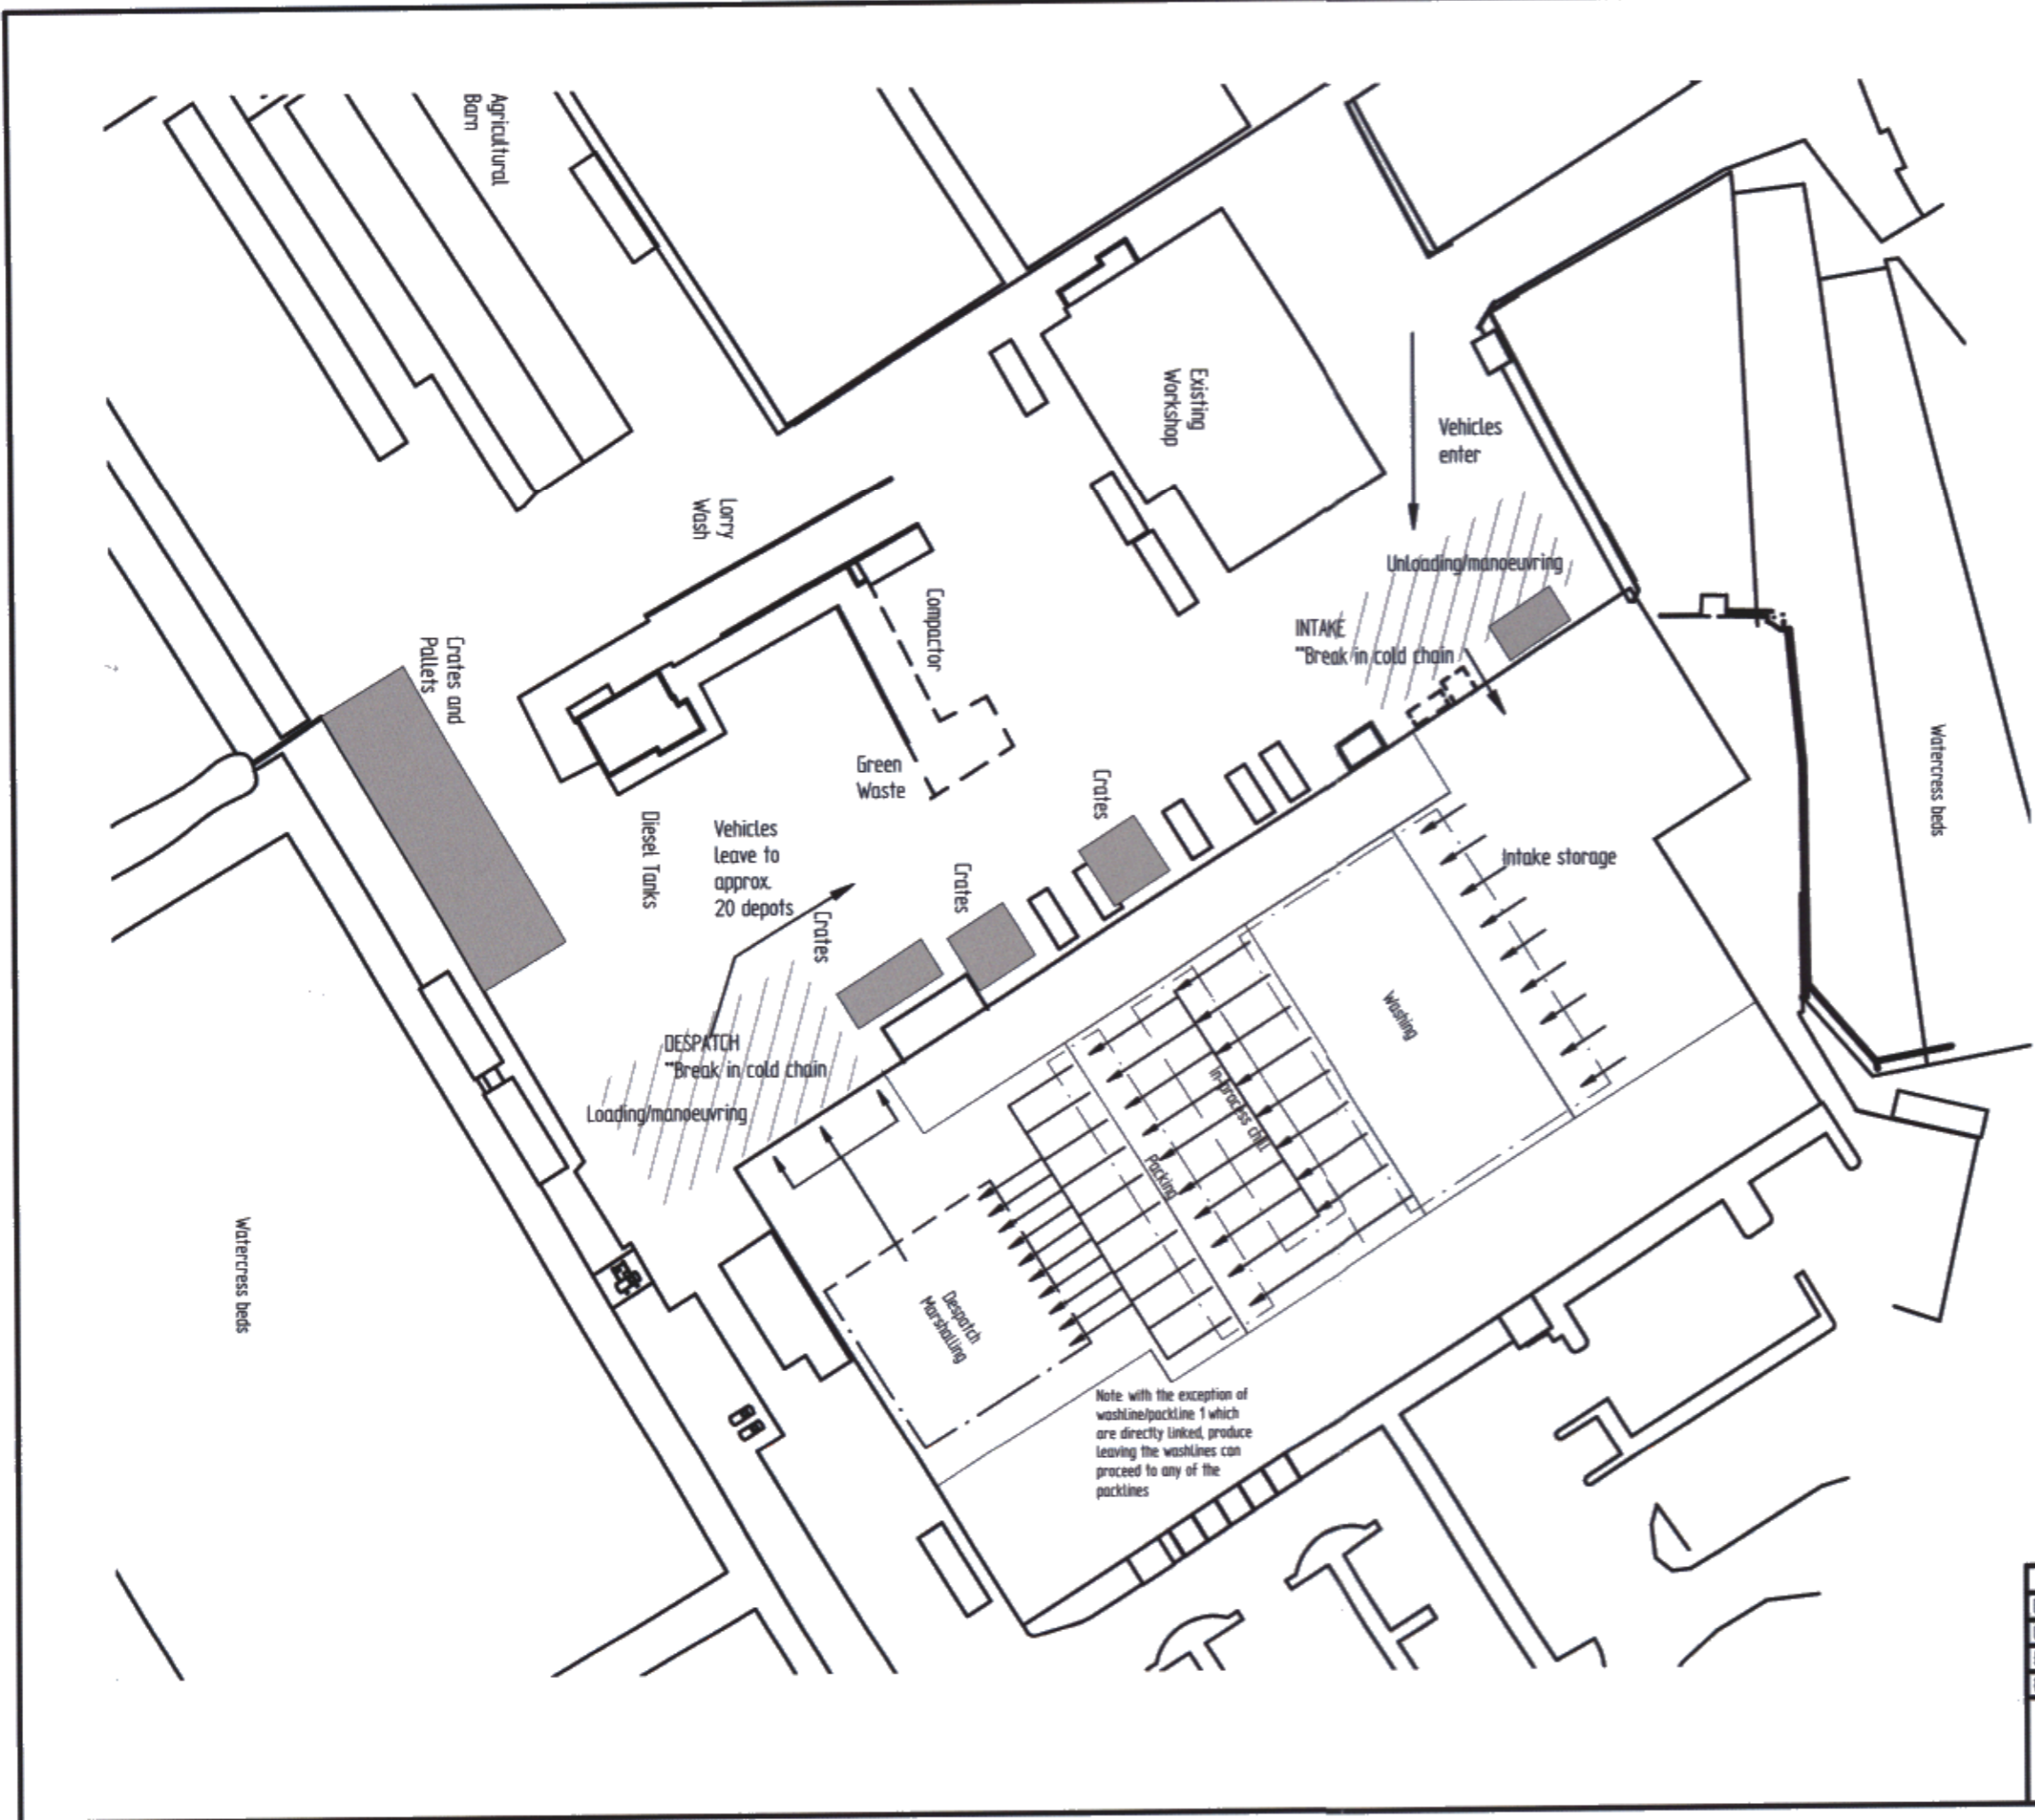 Agricultural
Barn
Existing
Workshop
Vehicles
enter
Lorry
Wash
Unloading/manoeuvring
INTAKE
"Break in cold chain
Compactor
Crates and
Pallets
Watercress beds
Green
Waste
Crates
Diesel Tanks
Vehicles
leave to
approx.
20 depots
Crates
Crates
Intake storage
Washing
DESPATCH
"Break in cold chain
Loading/manoeuvring
In-process chill
Packing
Watercress beds
Despatch
Marshalling
Note with the exception of
washline/packline 1 which
are directly linked, produce
leaving the washlines can
proceed to any of the
packlines